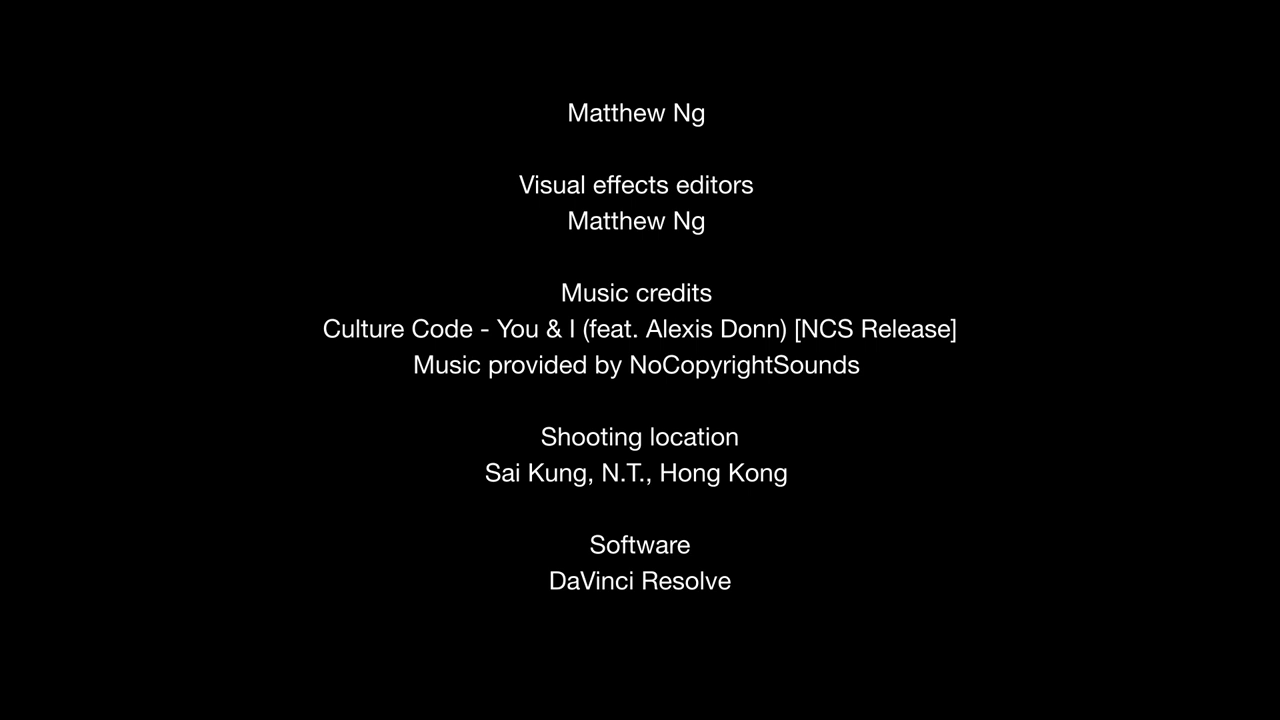 Matthew Ng
Visual effects editors
Matthew Ng
Music credits
Culture Code - You & I (feat. Alexis Donn) [NCS Release]
Music provided by NoCopyrightSounds
Shooting location
Sai Kung, N.T., Hong Kong
Software
DaVinci Resolve